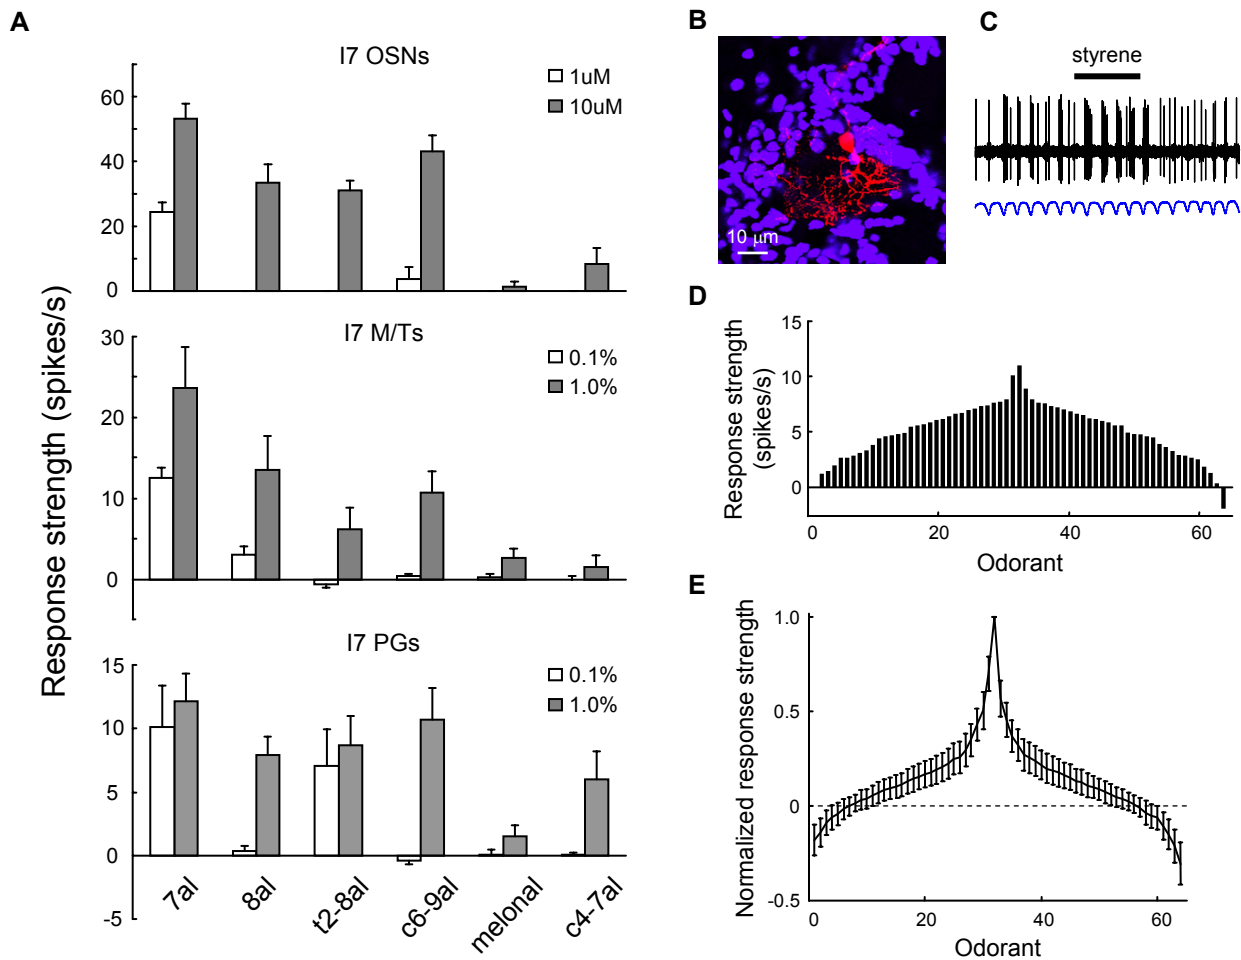 A
I7 OSNs
1uM
10uM
60
40
20
0
I7 M/Ts
0.1%
1.0%
30
20
10
0
I7 PGs
0.1%
1.0%
15
10
5
0
-5
Response strength (spikes/s)
7al
8al
t2-8al
c6-9al
melonal
c4-7al
B
10 μm
C
styrene
D
Response strength
(spikes/s)
15
10
5
0
0
20
40
60
Odorant
E
Normalized response strength
1.0
0.5
0
-0.5
0
20
40
60
Odorant